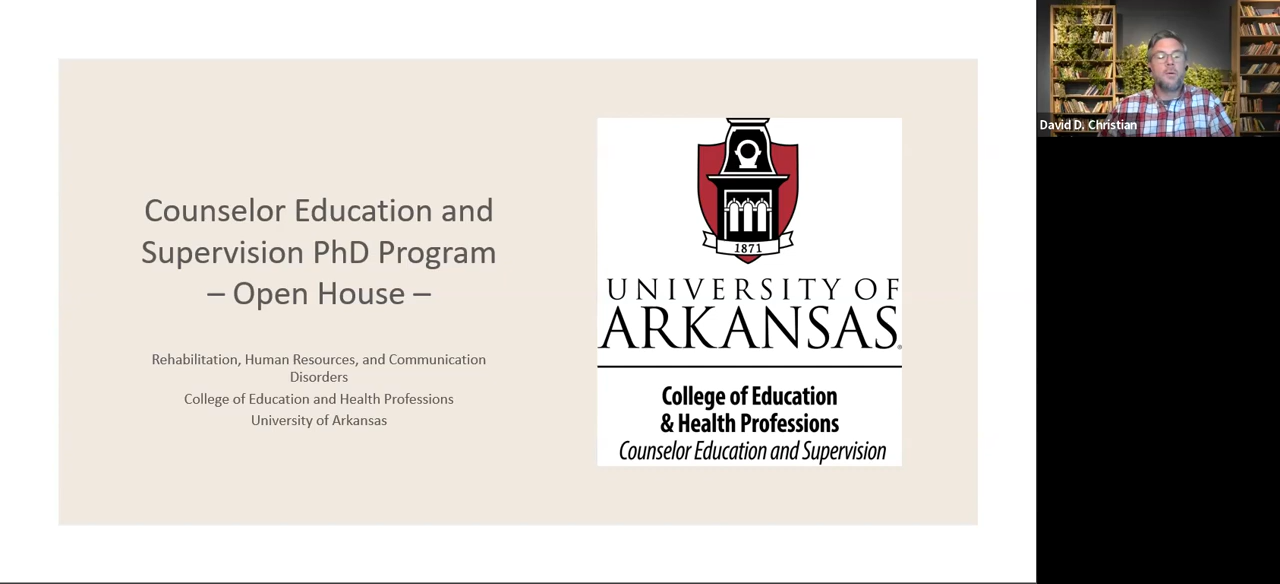 Counselor Education and
Supervision PhD Program
– Open House –
Rehabilitation, Human Resources, and Communication
Disorders
College of Education and Health Professions
University of Arkansas
1871
UNIVERSITY OF
ARKANSAS®
College of Education
& Health Professions
Counselor Education and Supervision
David D. Christian